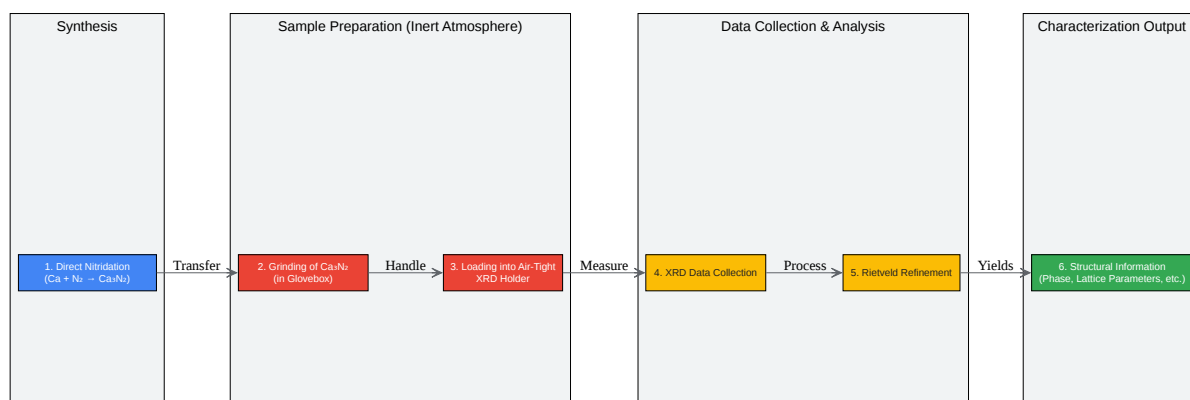 Synthesis
Sample Preparation (Inert Atmosphere)
Data Collection & Analysis
Characterization Output
1. Direct Nitridation
(Ca + N₂ → Ca₃N₂)
Transfer
2. Grinding of Ca₃N₂
(in Glovebox)
Handle
3. Loading into Air-Tight
XRD Holder
Measure
4. XRD Data Collection
Process
5. Rietveld Refinement
Yields
6. Structural Information
(Phase, Lattice Parameters, etc.)